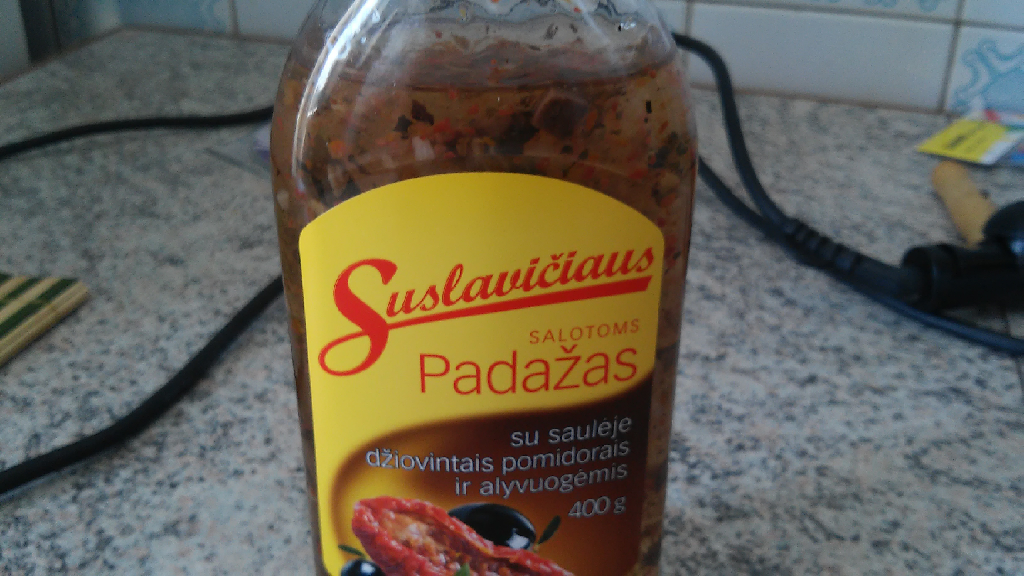 Suslavičiaus
SALOTOMS
Padažas
su saulėje
džiovintais pomidorais
ir alyvuogėmis
400 g